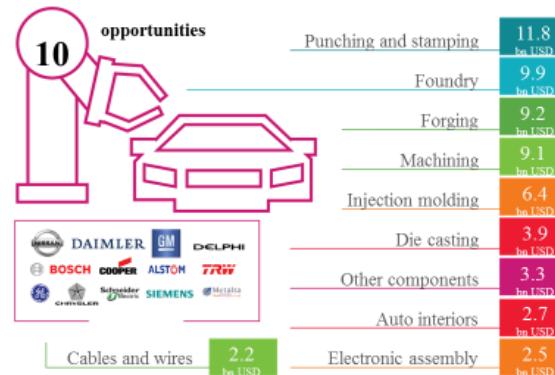 10
opportunities
Punching and stamping
11.8
bn USD
Foundry
9.9
bn USD
Forging
9.2
bn USD
Machining
9.1
bn USD
Injection molding
6.4
bn USD
Die casting
3.9
bn USD
Other components
3.3
bn USD
Auto interiors
2.7
bn USD
Electronic assembly
2.5
bn USD
Cables and wires
2.2
bn USD
NISSAN DAIMLER GM DELPHI
BOSCH COOPER ALSTOM TRW
GE CHRYSLER Schneider Electric SIEMENS Metalsa